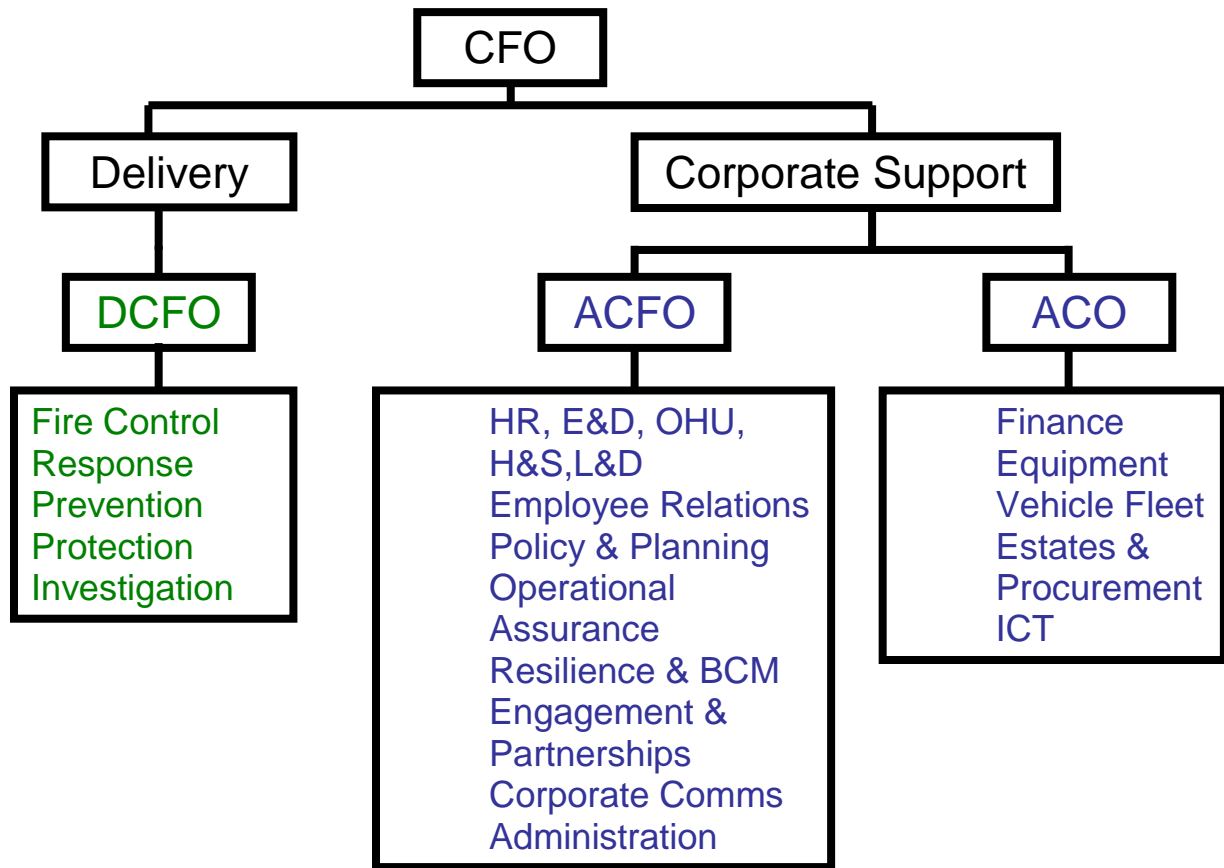 CFO
Delivery
Corporate Support
DCFO
ACFO
ACO
Fire Control
Response
Prevention
Protection
Investigation
HR, E&D, OHU,
H&S,L&D
Employee Relations
Policy & Planning
Operational
Assurance
Resilience & BCM
Engagement &
Partnerships
Corporate Comms
Administration
Finance
Equipment
Vehicle Fleet
Estates &
Procurement
ICT